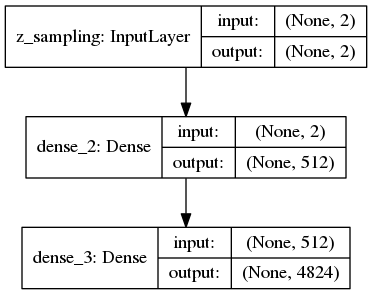 z_sampling: InputLayer
input: (None, 2)
output: (None, 2)
dense_2: Dense
input: (None, 2)
output: (None, 512)
dense_3: Dense
input: (None, 512)
output: (None, 4824)